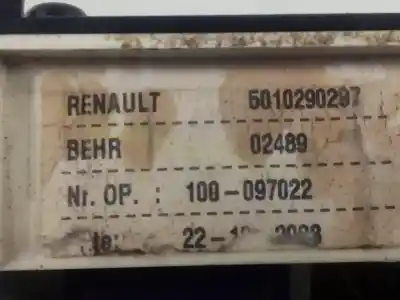 RENAULT 5010290297
BEHR 02489
Nr. OP. : 100-097022